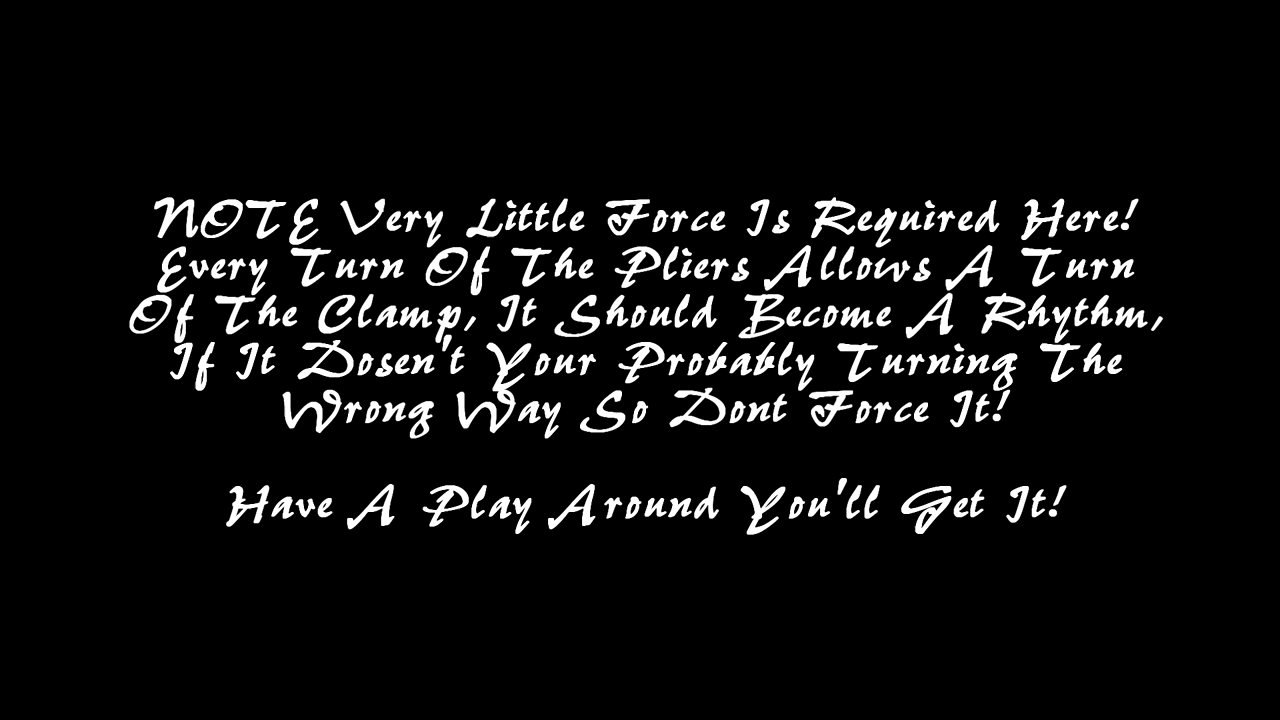 NOTE Very Little Force Is Required Here!
Every Turn Of The Pliers Allows A Turn
Of The Clamp, It Should Become A Rhythm,
If It Dosen't Your Probably Turning The
Wrong Way So Dont Force It!
Have A Play Around You'll Get It!